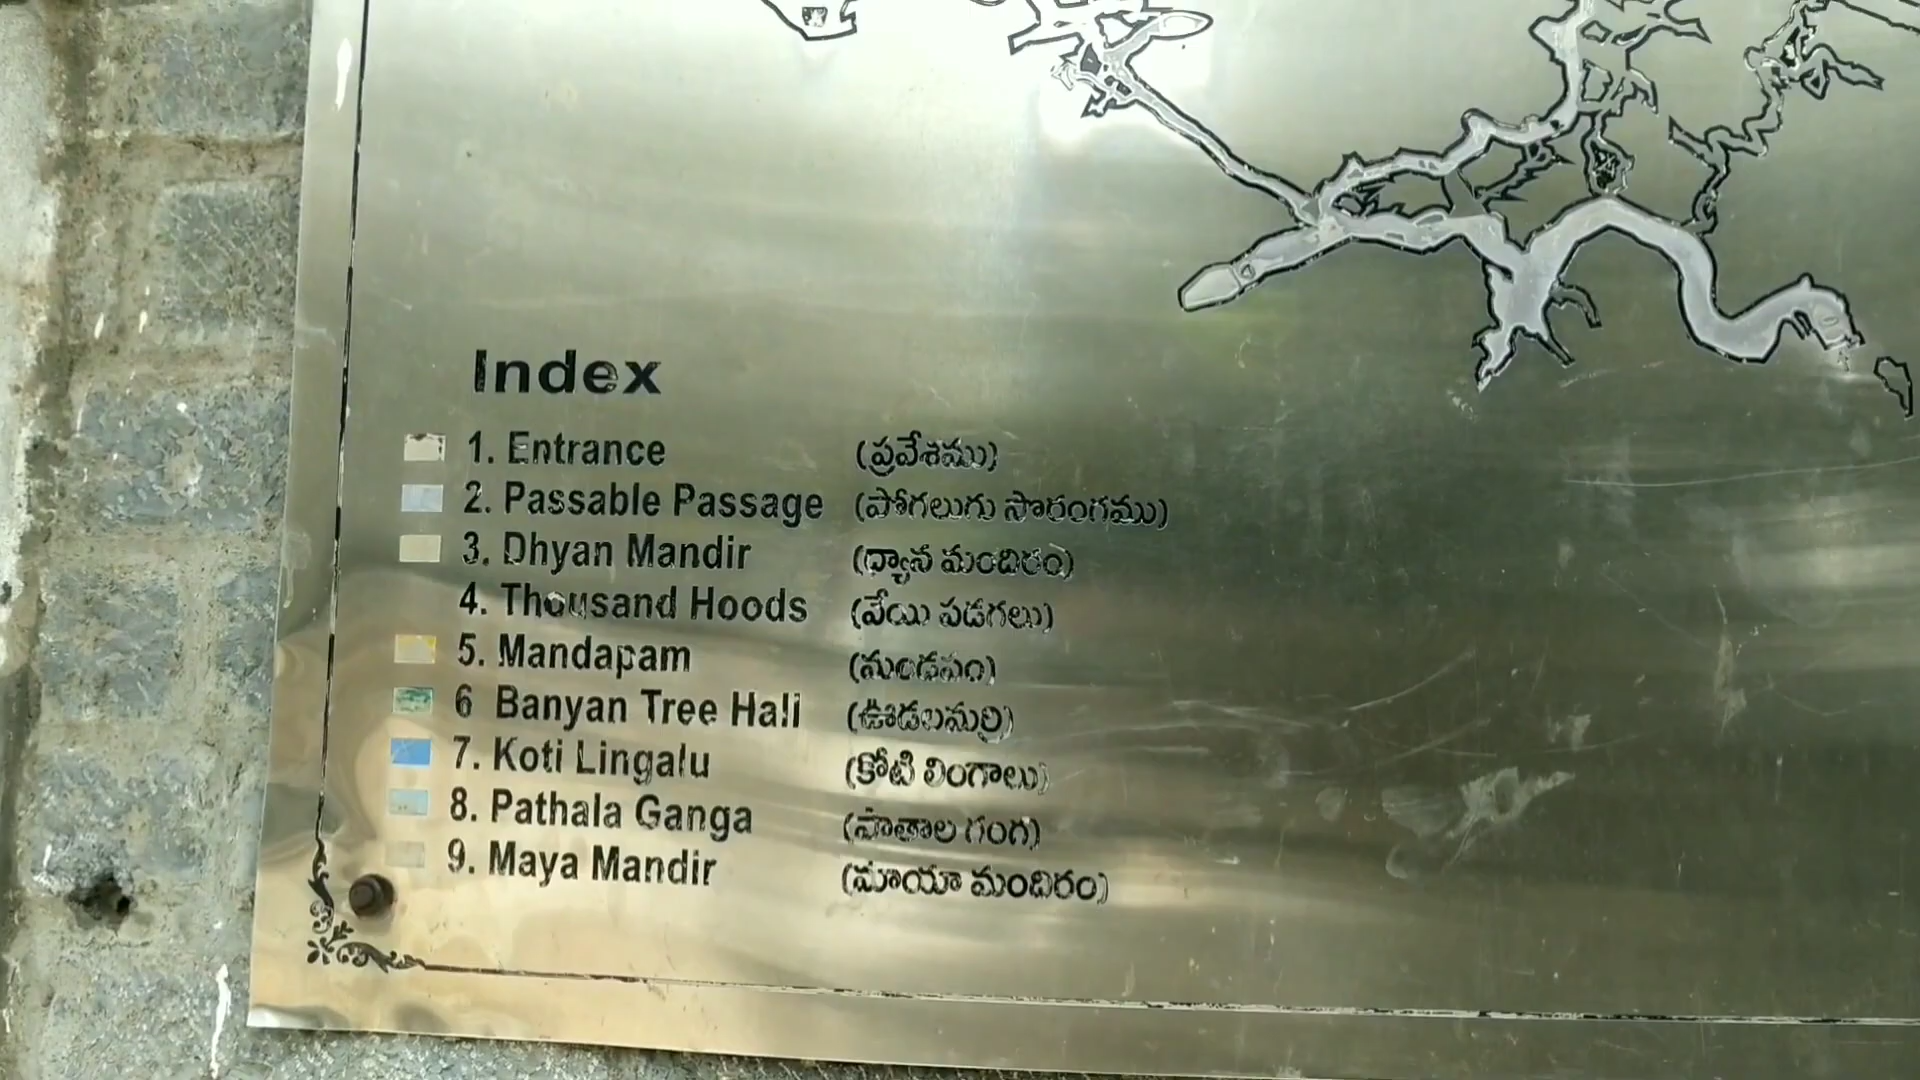 Index
1. Entrance (ప్రవేశము)
2. Passable Passage (పోగలుగు సొరంగము)
3. Dhyan Mandir (ధ్యాన మందిరం)
4. Thousand Hoods (వేయి పడగలు)
5. Mandapam (మండపం)
6 Banyan Tree Hall (ఊడలమర్రి)
7. Koti Lingalu (కోటి లింగాలు)
8. Pathala Ganga (పాతాల గంగ)
9. Maya Mandir (మాయా మందిరం)